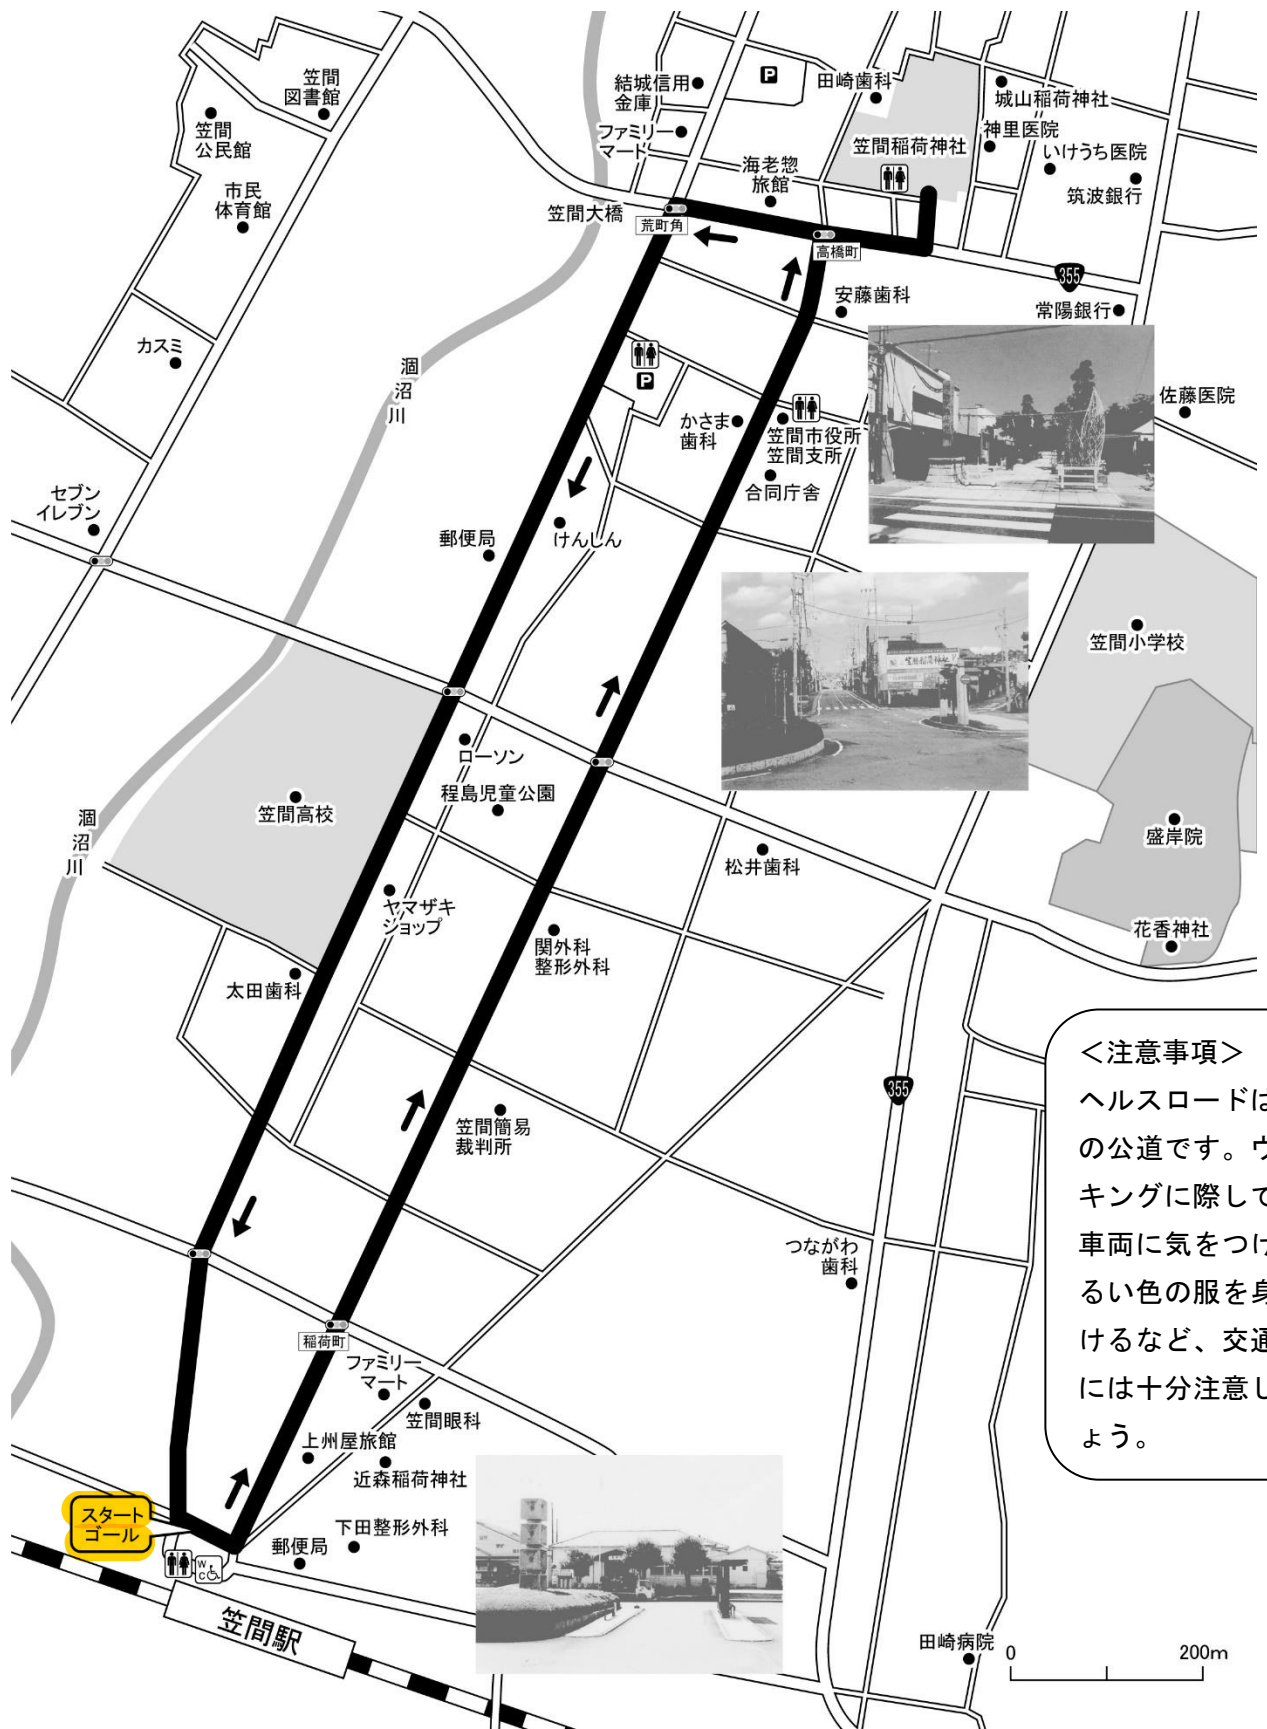 笠間
図書館
笠間
公民館
市民
体育館
カスミ
セブン
イレブン
涸
沼
川
結城信用
金庫
ファミリー
マート
P
田崎歯科
城山稲荷神社
神里医院
いけうち医院
筑波銀行
笠間稲荷神社
海老惣
旅館
笠間大橋
荒町角
高橋町
355
常陽銀行
安藤歯科
佐藤医院
P
かさま
歯科
笠間市役所
笠間支所
合同庁舎
郵便局
けんしん
笠間稲荷神社
笠間小学校
盛岸院
花香神社
ローソン
程島児童公園
松井歯科
笠間高校
涸
沼
川
ヤマザキ
ショップ
関外科
整形外科
太田歯科
355
笠間簡易
裁判所
つながわ
歯科
稲荷町
ファミリー
マート
笠間眼科
上州屋旅館
近森稲荷神社
スタート
ゴール
W
C
郵便局
下田整形外科
笠間駅
田崎病院
0
200m
＜注意事項＞
ヘルスロードは
の公道です。ウ
キングに際して
車両に気をつけ
るい色の服を身
けるなど、交通
には十分注意し
ょう。